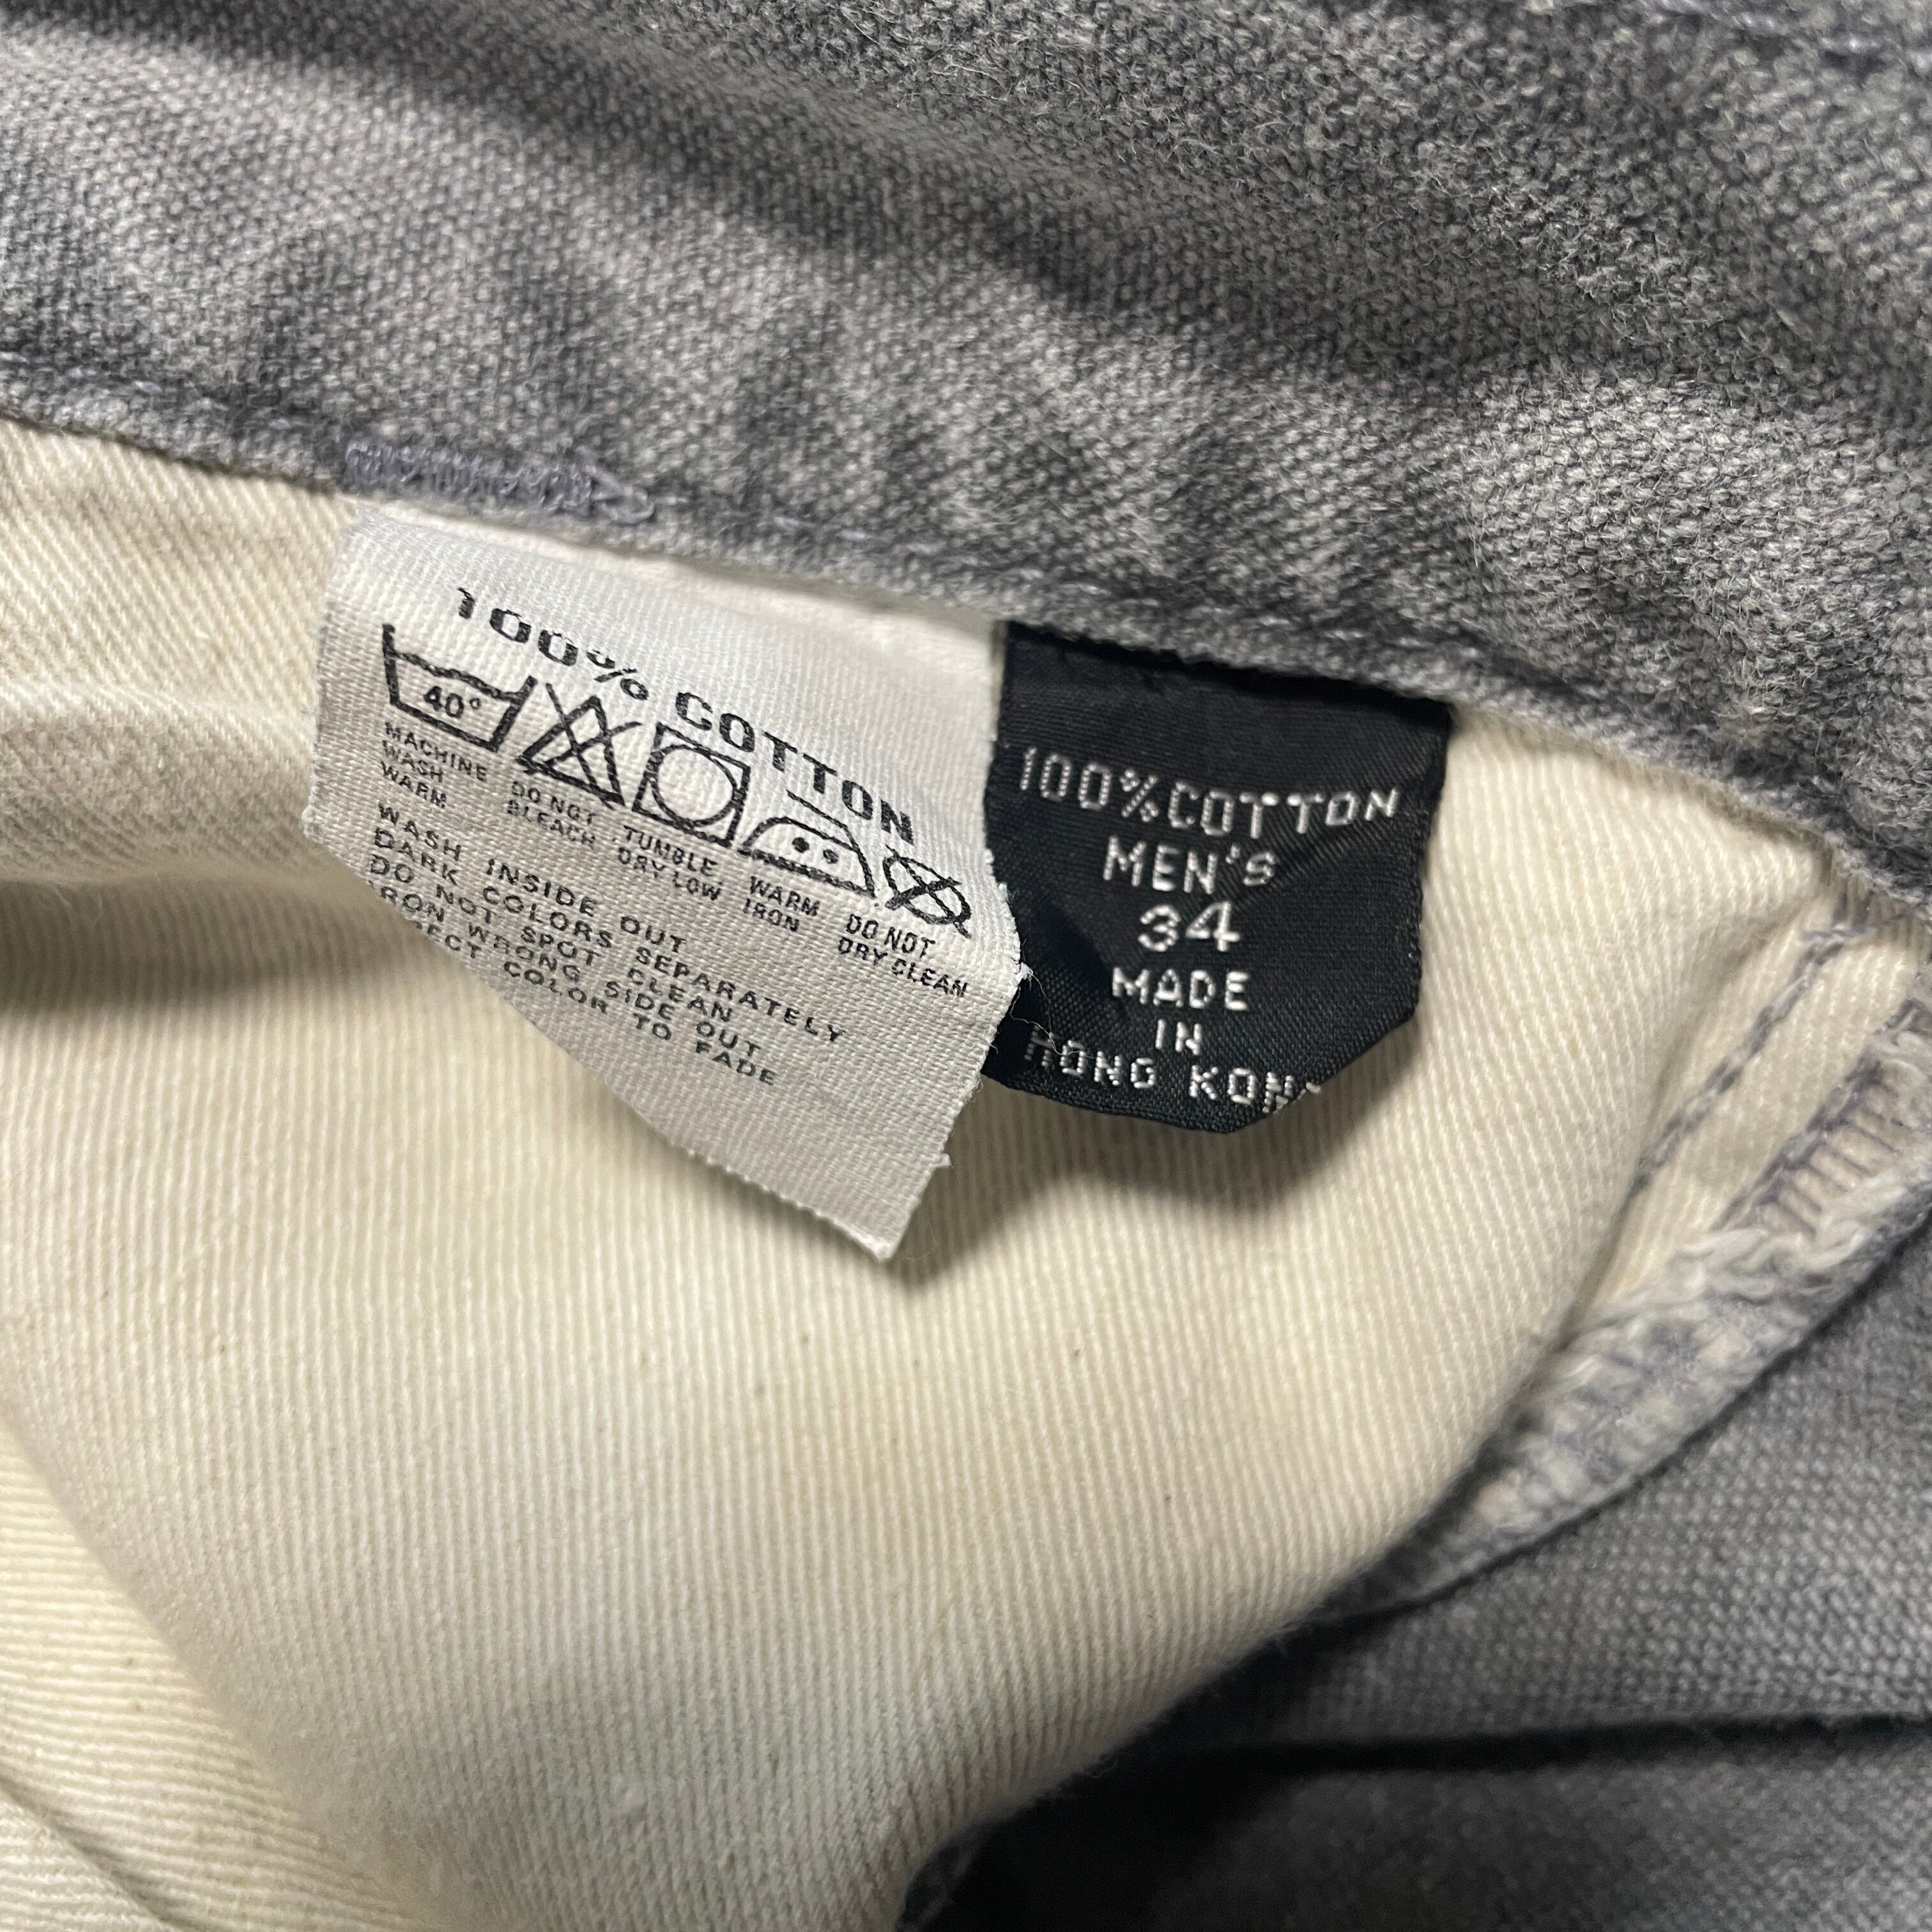 100% COTTON
40°
MACHINE
WASH
WARM
DO NOT
BLEACH
TUMBLE
DRY LOW
WARM
IRON
DO NOT
DRY CLEAN
WASH INSIDE OUT
DARK COLORS SEPARATELY
DO NOT SPOT CLEAN
IRON WRONG SIDE OUT
COLOR TO FADE
100% COTTON
MEN'S
34
MADE
IN
HONG KONG